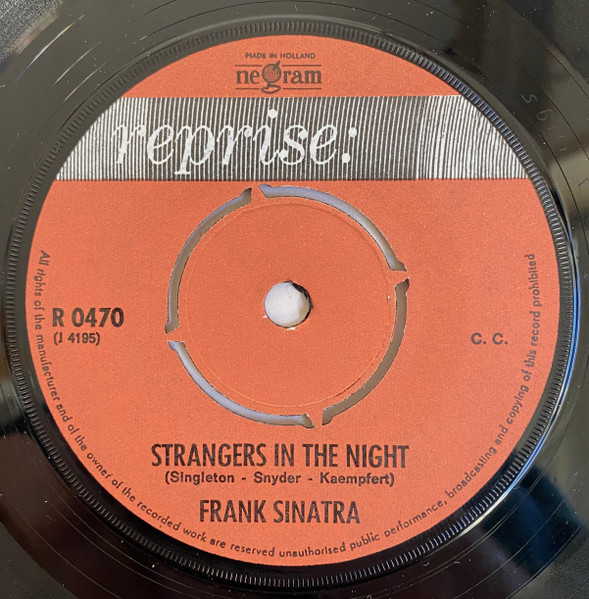 MADE IN HOLLAND
negram
reprise:
R 0470
(J 4195)
C. C.
STRANGERS IN THE NIGHT
(Singleton - Snyder - Kaempfert)
FRANK SINATRA
All rights of the manufacturer and of the owner of the recorded work are reserved unauthorised public performance, broadcasting and copying of this record prohibited